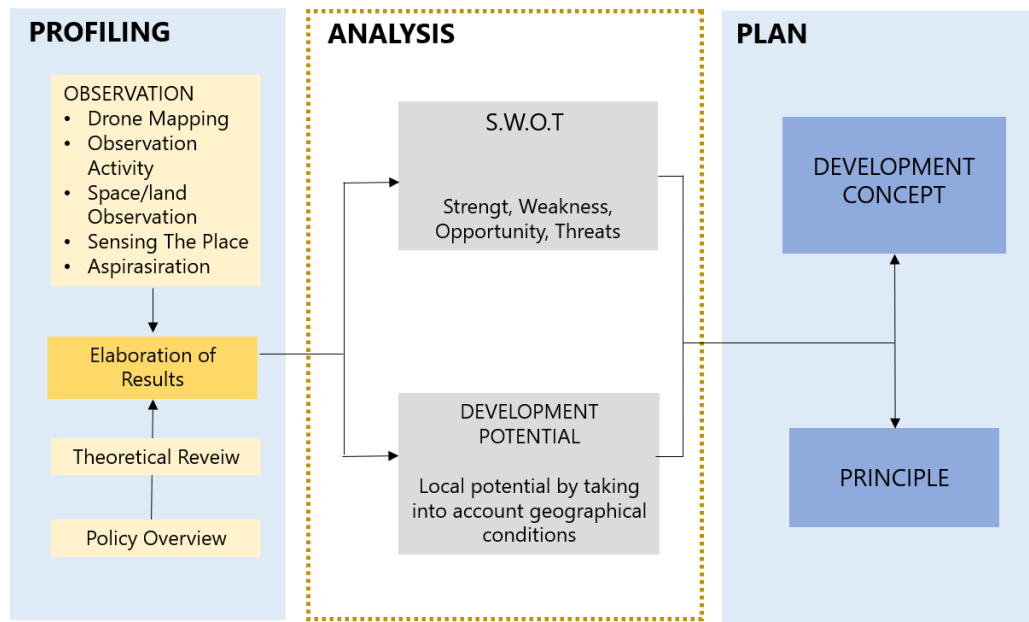 PROFILING
OBSERVATION
• Drone Mapping
• Observation
Activity
• Space/land
Observation
• Sensing The Place
• Aspirasiration
Elaboration of
Results
Theoretical Reveiw
Policy Overview
ANALYSIS
S.W.O.T
Strengt, Weakness,
Opportunity, Threats
DEVELOPMENT
POTENTIAL
Local potential by taking
into account geographical
conditions
PLAN
DEVELOPMENT
CONCEPT
PRINCIPLE